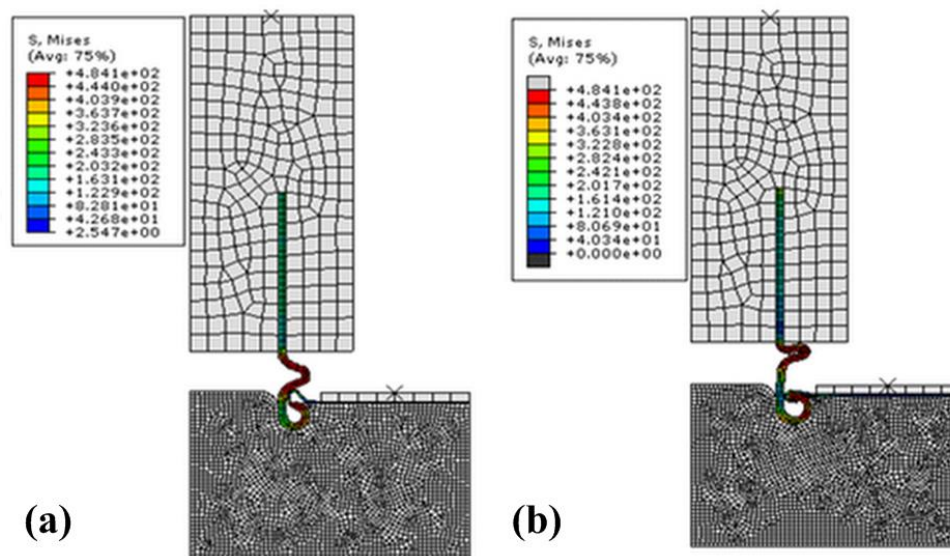 S, Mises
(Avg: 75%)
+4.841e+02
+4.440e+02
+4.039e+02
+3.637e+02
+3.236e+02
+2.835e+02
+2.433e+02
+2.032e+02
+1.631e+02
+1.229e+02
+8.281e+01
+4.268e+01
+2.547e+00
(a)
S, Mises
(Avg: 75%)
+4.841e+02
+4.438e+02
+4.034e+02
+3.631e+02
+3.228e+02
+2.824e+02
+2.421e+02
+2.017e+02
+1.614e+02
+1.210e+02
+8.069e+01
+4.034e+01
+0.000e+00
(b)